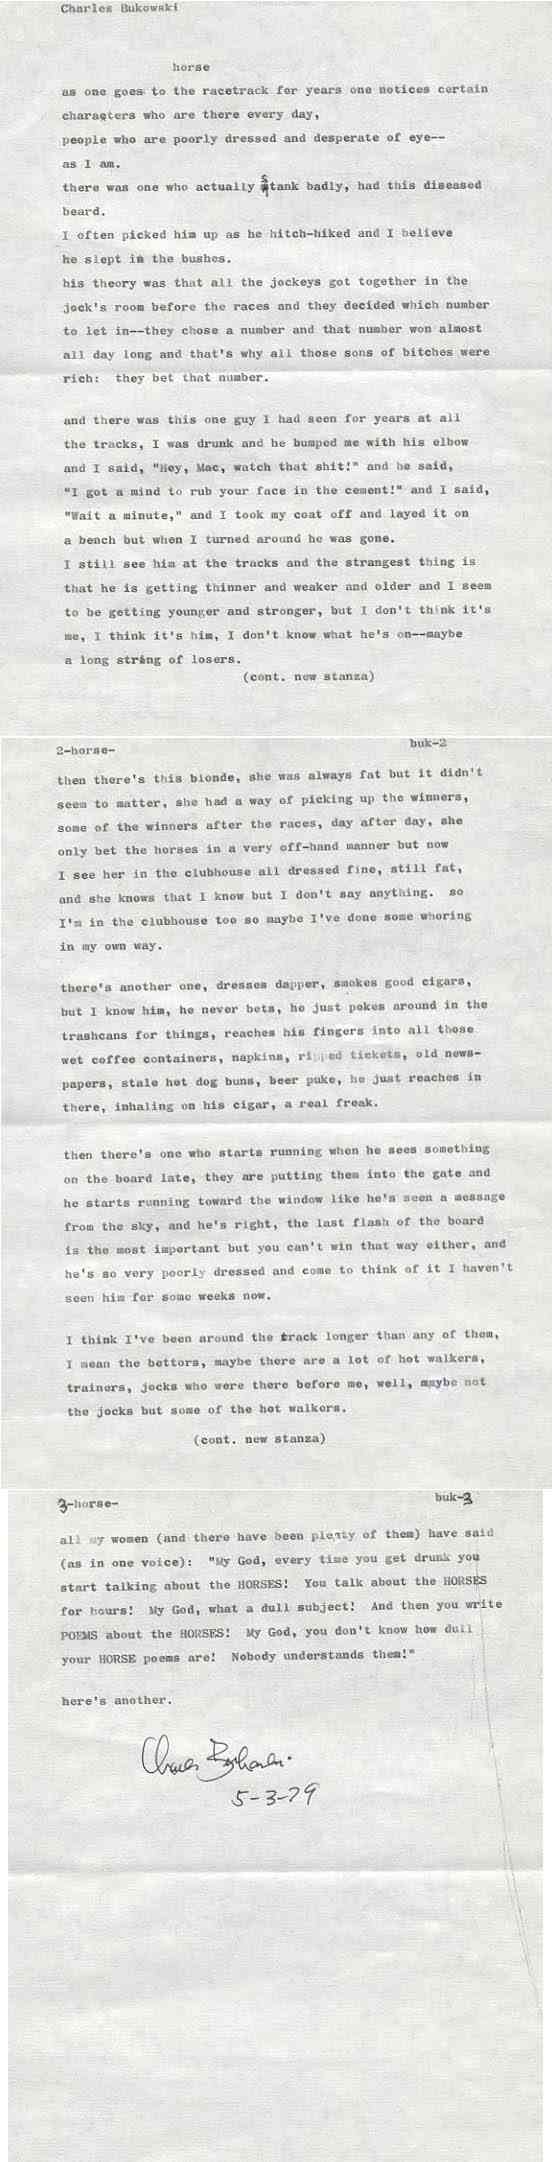 Charles Bukowski
horse
as one goes to the racetrack for years one notices certain
characters who are there every day,
people who are poorly dressed and desperate of eye--
as I am.
there was one who actually stank badly, had this diseased
beard.
I often picked him up as he hitch-hiked and I believe
he slept in the bushes.
his theory was that all the jockeys got together in the
jock's room before the races and they decided which number
to let in--they chose a number and that number won almost
all day long and that's why all those sons of bitches were
rich: they bet that number.
and there was this one guy I had seen for years at all
the tracks, I was drunk and he bumped me with his elbow
and I said, "Hey, Mac, watch that shit!" and he said,
"I got a mind to rub your face in the cement!" and I said,
"Wait a minute," and I took my coat off and layed it on
a bench but when I turned around he was gone.
I still see him at the tracks and the strangest thing is
that he is getting thinner and weaker and older and I seem
to be getting younger and stronger, but I don't think it's
me, I think it's him, I don't know what he's on--maybe
a long string of losers.
(cont. new stanza)
2-horse-
buk-2
then there's this blonde, she was always fat but it didn't
seem to matter, she had a way of picking up the winners,
some of the winners after the races, day after day, she
only bet the horses in a very off-hand manner but now
I see her in the clubhouse all dressed fine, still fat,
and she knows that I know but I don't say anything. so
I'm in the clubhouse too so maybe I've done some whoring
in my own way.
there's another one, dresses dapper, smokes good cigars,
but I know him, he never bets, he just pokes around in the
trashcans for things, reaches his fingers into all those
wet coffee containers, napkins, ripped tickets, old news-
papers, stale hot dog buns, beer puke, he just reaches in
there, inhaling on his cigar, a real freak.
then there's one who starts running when he sees something
on the board late, they are putting them into the gate and
he starts running toward the window like he's seen a message
from the sky, and he's right, the last flash of the board
is the most important but you can't win that way either, and
he's so very poorly dressed and come to think of it I haven't
seen him for some weeks now.
I think I've been around the track longer than any of them,
I mean the bettors, maybe there are a lot of hot walkers,
trainers, jocks who were there before me, well, maybe not
the jocks but some of the hot walkers.
(cont. new stanza)
3-horse-
buk-3
all my women (and there have been plenty of them) have said
(as in one voice): "My God, every time you get drunk you
start talking about the HORSES! You talk about the HORSES
for hours! My God, what a dull subject! And then you write
POEMS about the HORSES! My God, you don't know how dull
your HORSE poems are! Nobody understands them!"
here's another.
Charles Bukowski.
5-3-79